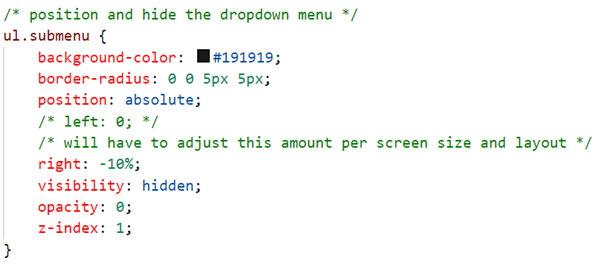 /* position and hide the dropdown menu */
ul.submenu {
    background-color: #191919;
    border-radius: 0 0 5px 5px;
    position: absolute;
    /* left: 0; */
    /* will have to adjust this amount per screen size and layout */
    right: -10%;
    visibility: hidden;
    opacity: 0;
    z-index: 1;
}